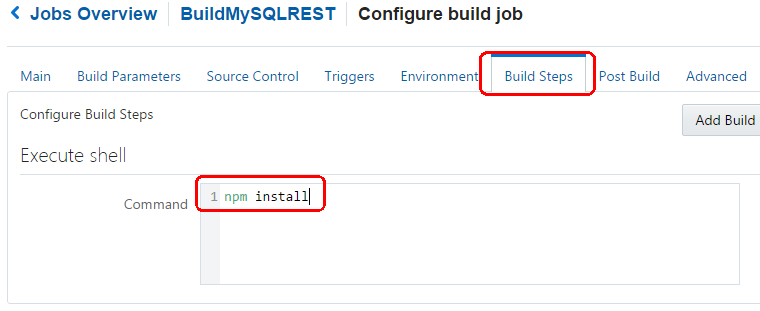 Jobs Overview BuildMySQLREST Configure build job
Main Build Parameters Source Control Triggers Environment Build Steps Post Build Advanced
Configure Build Steps Add Build
Execute shell
Command 1 npm install